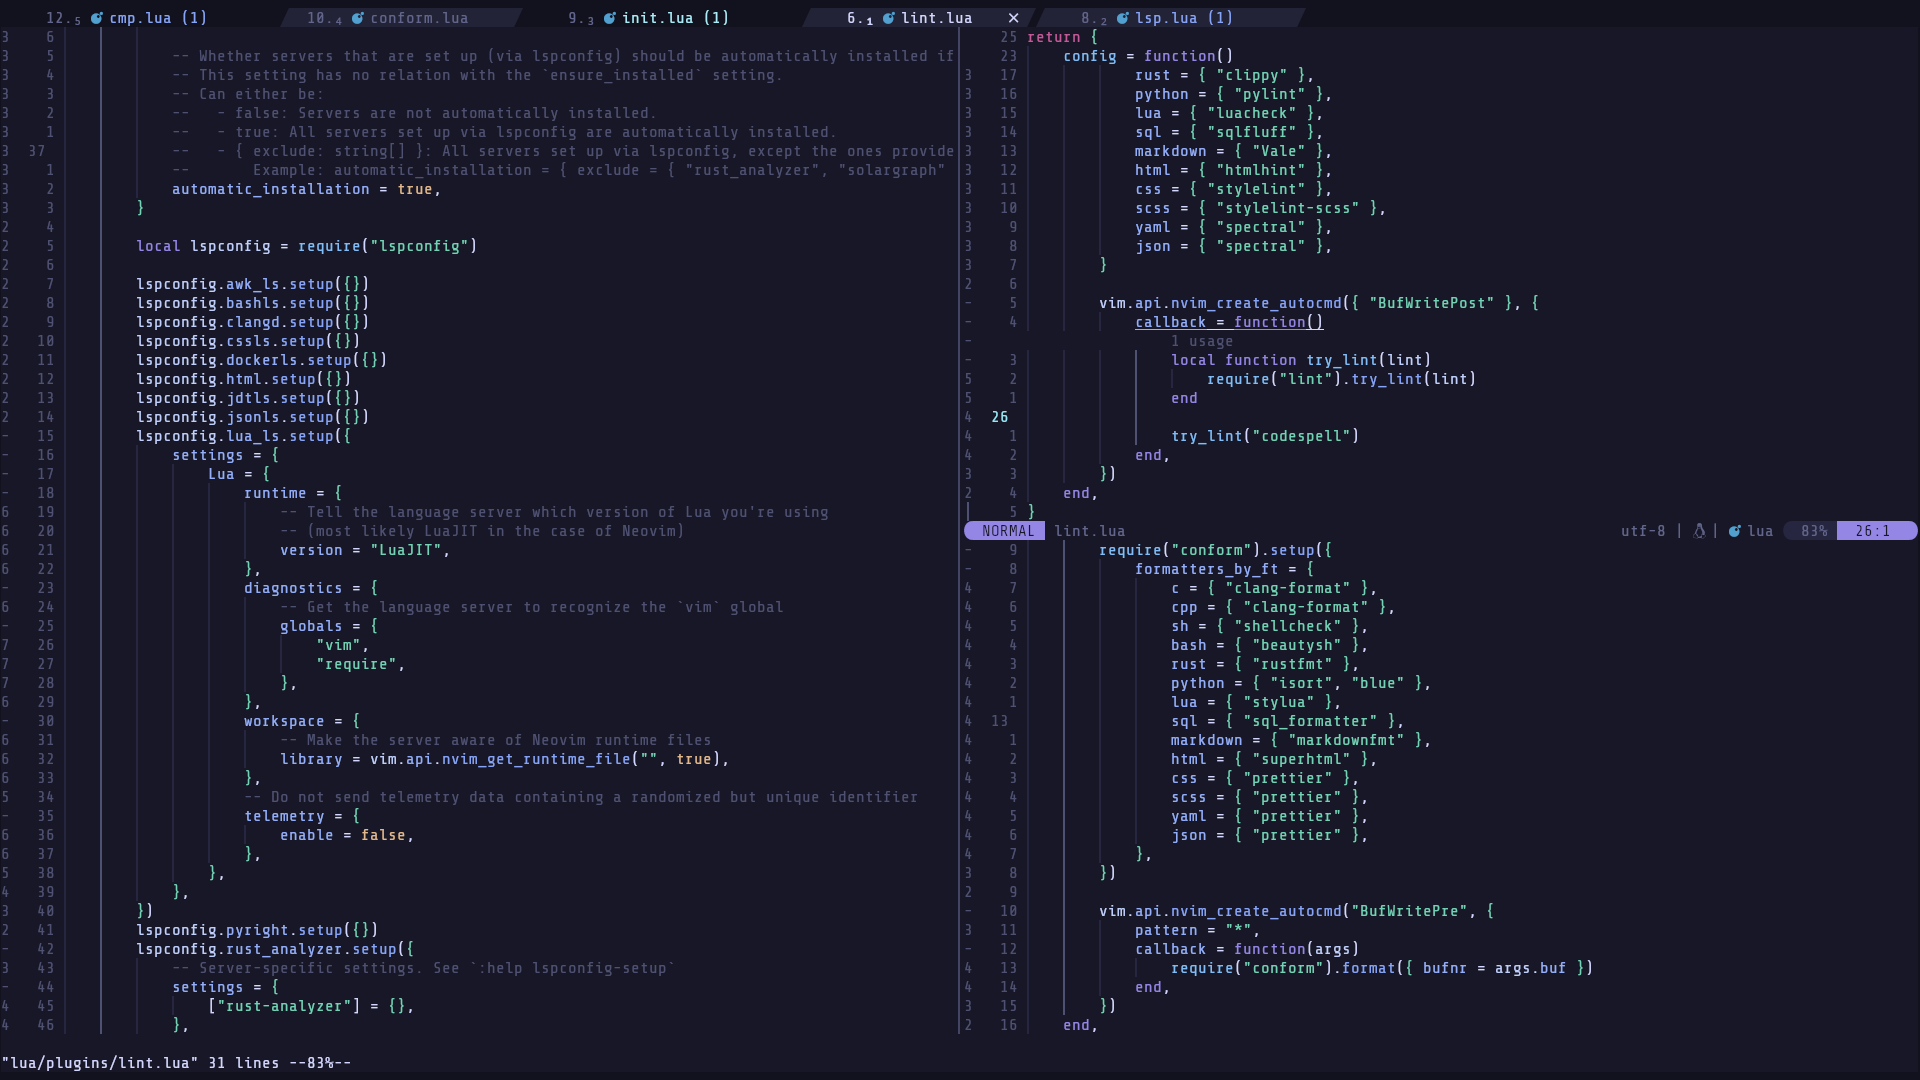 12.5 cmp.lua (1) 10.4 conform.lua 9.3 init.lua (1) 6.1 lint.lua ✕ 8.2 lsp.lua (1)
3 6
3 5 -- Whether servers that are set up (via lspconfig) should be automatically installed if
3 4 -- This setting has no relation with the `ensure_installed` setting.
3 3 -- Can either be:
3 2 --   - false: Servers are not automatically installed.
3 1 --   - true: All servers set up via lspconfig are automatically installed.
3 37 --   - { exclude: string[] }: All servers set up via lspconfig, except the ones provide
3 1 --       Example: automatic_installation = { exclude = { "rust_analyzer", "solargraph"
3 2 automatic_installation = true,
3 3 }
2 4
2 5 local lspconfig = require("lspconfig")
2 6
2 7 lspconfig.awk_ls.setup({})
2 8 lspconfig.bashls.setup({})
2 9 lspconfig.clangd.setup({})
2 10 lspconfig.cssls.setup({})
2 11 lspconfig.dockerls.setup({})
2 12 lspconfig.html.setup({})
2 13 lspconfig.jdtls.setup({})
2 14 lspconfig.jsonls.setup({})
- 15 lspconfig.lua_ls.setup({
- 16 settings = {
- 17 Lua = {
- 18 runtime = {
6 19 -- Tell the language server which version of Lua you're using
6 20 -- (most likely LuaJIT in the case of Neovim)
6 21 version = "LuaJIT",
6 22 },
- 23 diagnostics = {
6 24 -- Get the language server to recognize the `vim` global
- 25 globals = {
7 26 "vim",
7 27 "require",
7 28 },
6 29 },
- 30 workspace = {
6 31 -- Make the server aware of Neovim runtime files
6 32 library = vim.api.nvim_get_runtime_file("", true),
6 33 },
5 34 -- Do not send telemetry data containing a randomized but unique identifier
- 35 telemetry = {
6 36 enable = false,
6 37 },
5 38 },
4 39 },
3 40 })
2 41 lspconfig.pyright.setup({})
- 42 lspconfig.rust_analyzer.setup({
3 43 -- Server-specific settings. See `:help lspconfig-setup`
- 44 settings = {
4 45 ["rust-analyzer"] = {},
4 46 },
25 return {
23 config = function()
3 17 rust = { "clippy" },
3 16 python = { "pylint" },
3 15 lua = { "luacheck" },
3 14 sql = { "sqlfluff" },
3 13 markdown = { "Vale" },
3 12 html = { "htmlhint" },
3 11 css = { "stylelint" },
3 10 scss = { "stylelint-scss" },
3 9 yaml = { "spectral" },
3 8 json = { "spectral" },
3 7 }
2 6
- 5 vim.api.nvim_create_autocmd({ "BufWritePost" }, {
- 4 callback = function()
- 1 usage
- 3 local function try_lint(lint)
5 2 require("lint").try_lint(lint)
5 1 end
4 26
4 1 try_lint("codespell")
4 2 end,
3 3 })
2 4 end,
5 }
NORMAL lint.lua utf-8 | | lua 83% 26:1
- 9 require("conform").setup({
- 8 formatters_by_ft = {
4 7 c = { "clang-format" },
4 6 cpp = { "clang-format" },
4 5 sh = { "shellcheck" },
4 4 bash = { "beautysh" },
4 3 rust = { "rustfmt" },
4 2 python = { "isort", "blue" },
4 1 lua = { "stylua" },
4 13 sql = { "sql_formatter" },
4 1 markdown = { "markdownfmt" },
4 2 html = { "superhtml" },
4 3 css = { "prettier" },
4 4 scss = { "prettier" },
4 5 yaml = { "prettier" },
4 6 json = { "prettier" },
4 7 },
3 8 })
2 9
- 10 vim.api.nvim_create_autocmd("BufWritePre", {
3 11 pattern = "*",
- 12 callback = function(args)
4 13 require("conform").format({ bufnr = args.buf })
4 14 end,
3 15 })
2 16 end,
"lua/plugins/lint.lua" 31 lines --83%--